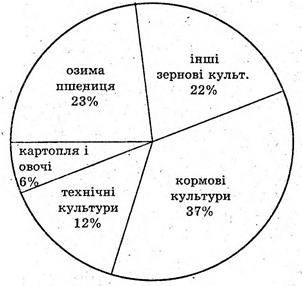 озима
пшениця
23%
інші
зернові культ.
22%
картопля і
овочі
6%
технічні
культури
12%
кормові
культури
37%